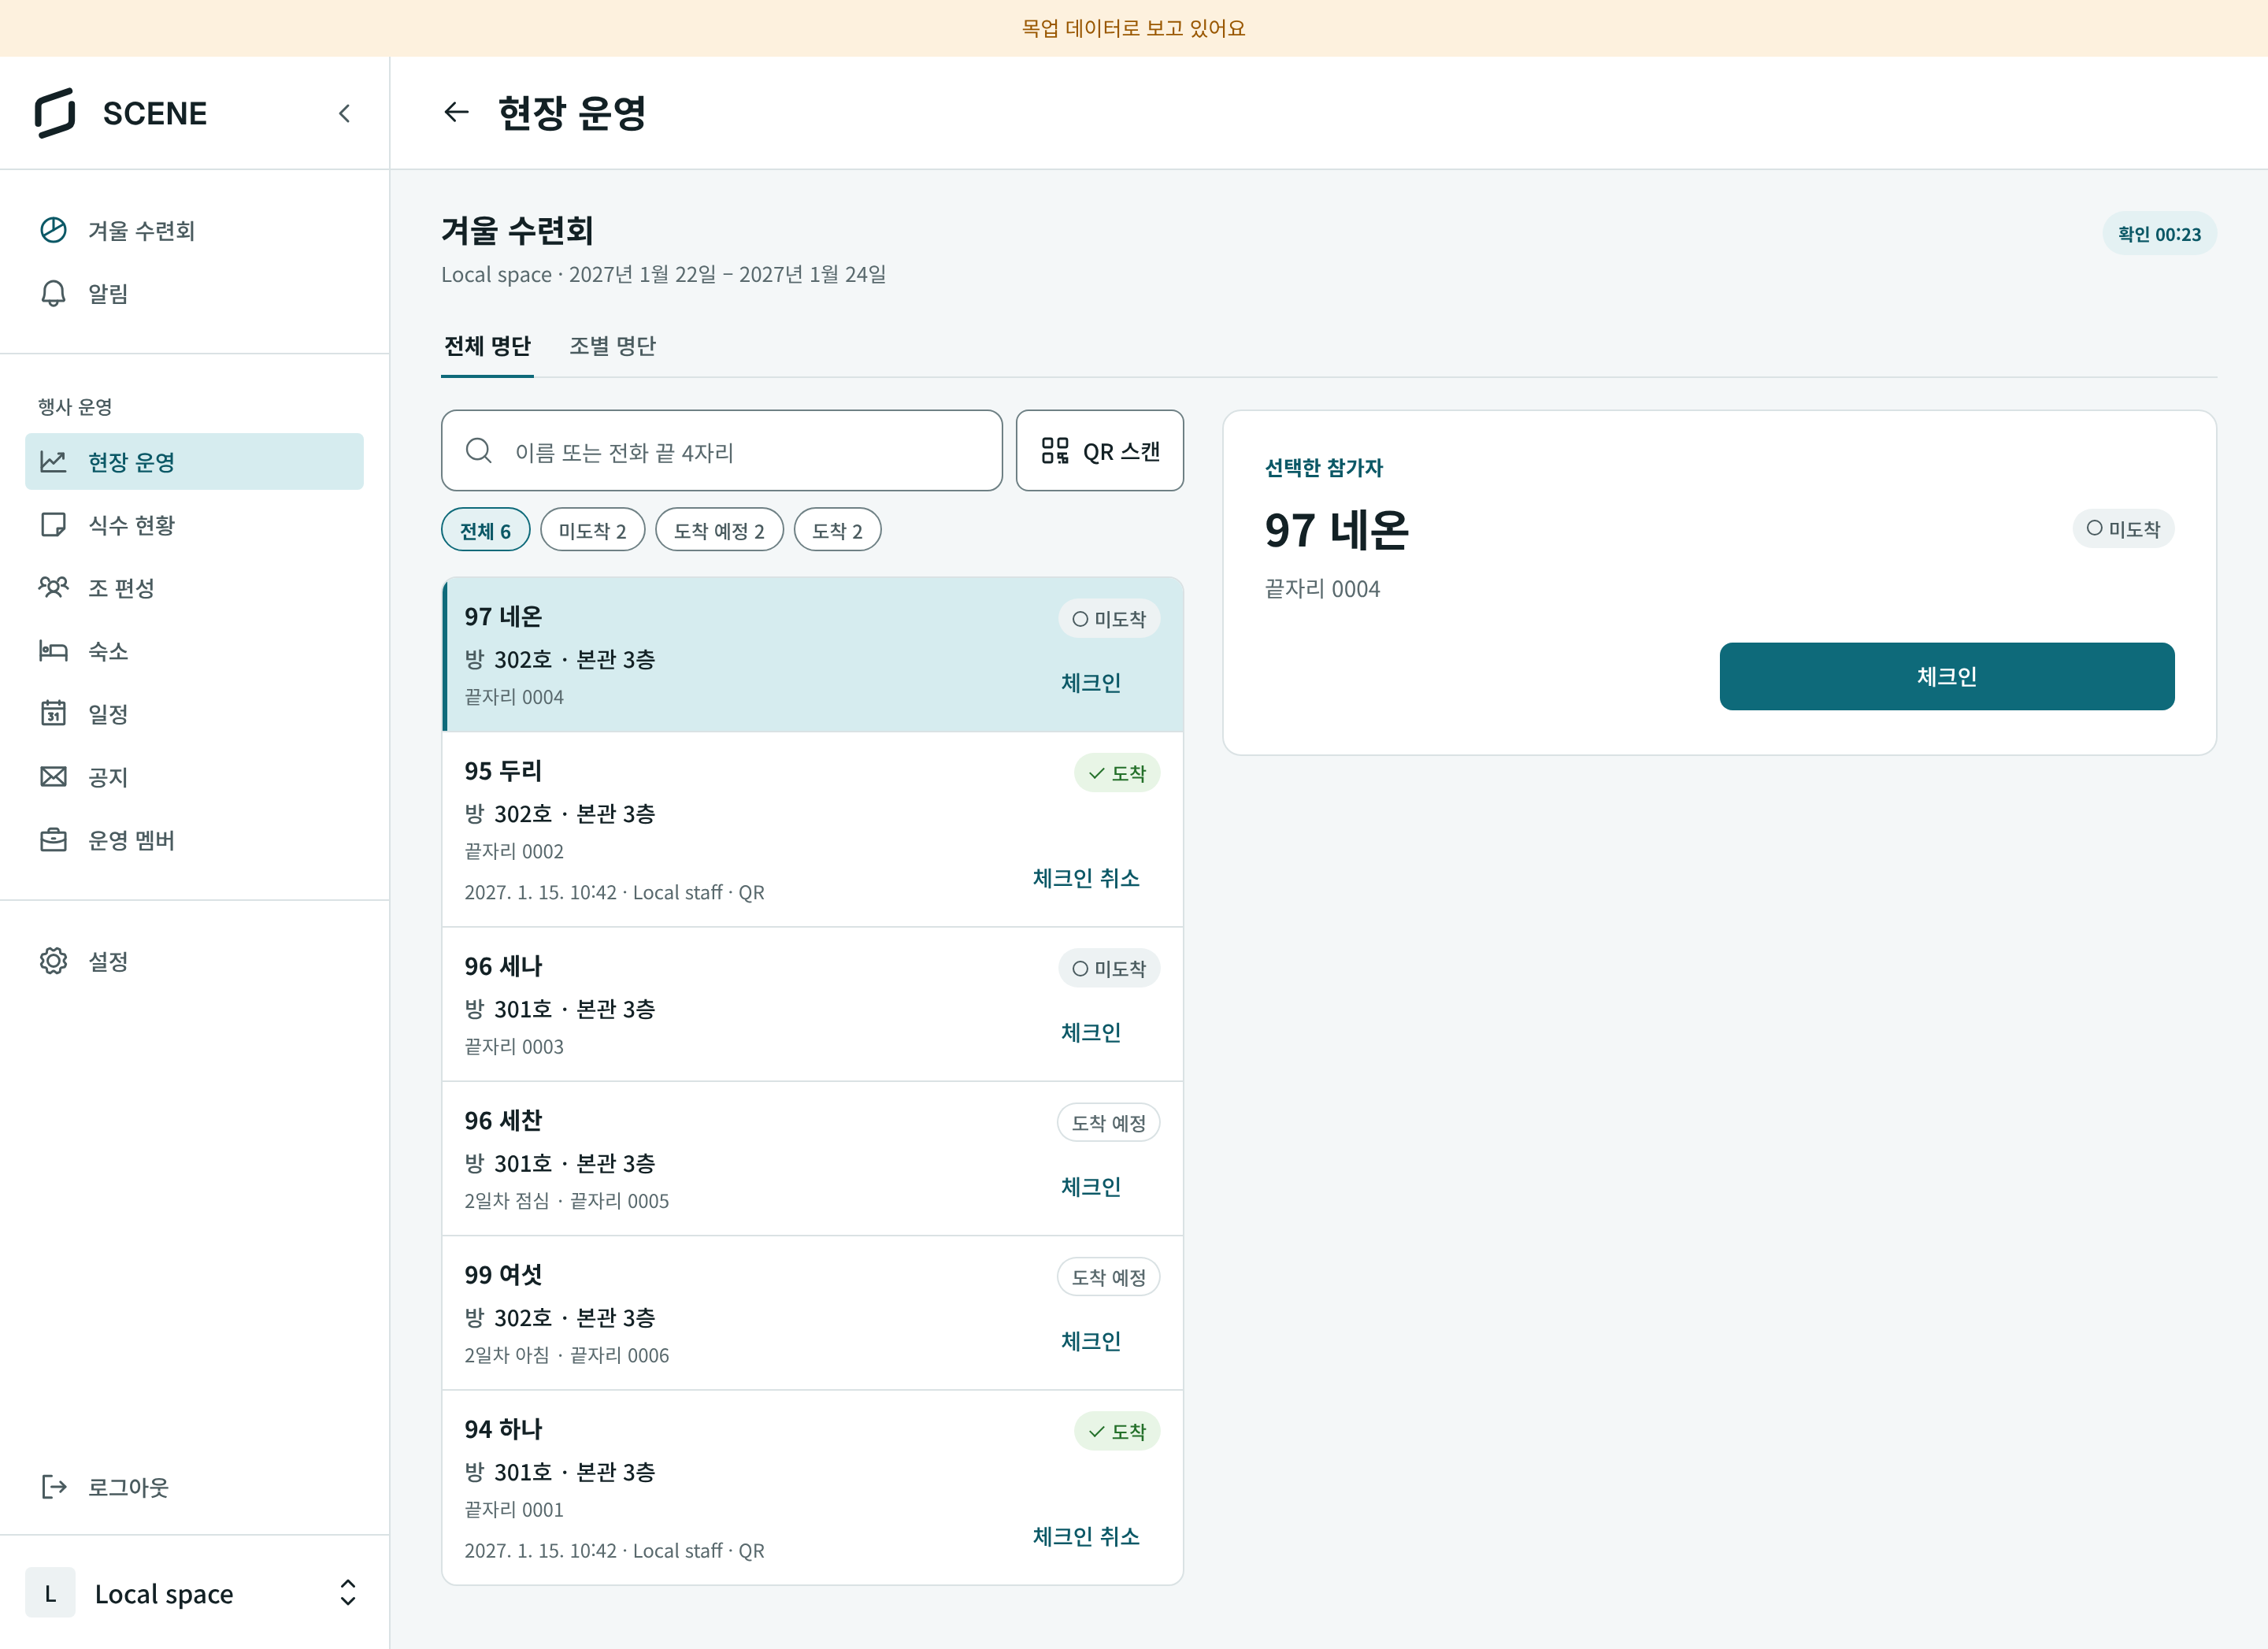 목업 데이터로 보고 있어요
SCENE
현장 운영
겨울 수련회
알림
행사 운영
현장 운영
식수 현황
조 편성
숙소
31
일정
공지
운영 멤버
설정
로그아웃
L
Local space
겨울 수련회
확인 00:23
Local space · 2027년 1월 22일 – 2027년 1월 24일
전체 명단
조별 명단
이름 또는 전화 끝 4자리
QR 스캔
전체 6
미도착 2
도착 예정 2
도착 2
97 네온
미도착
방 302호 · 본관 3층
체크인
끝자리 0004
95 두리
도착
방 302호 · 본관 3층
끝자리 0002
체크인 취소
2027. 1. 15. 10:42 · Local staff · QR
96 세나
미도착
방 301호 · 본관 3층
체크인
끝자리 0003
96 세찬
도착 예정
방 301호 · 본관 3층
체크인
2일차 점심 · 끝자리 0005
99 여섯
도착 예정
방 302호 · 본관 3층
체크인
2일차 아침 · 끝자리 0006
94 하나
도착
방 301호 · 본관 3층
끝자리 0001
체크인 취소
2027. 1. 15. 10:42 · Local staff · QR
선택한 참가자
97 네온
미도착
끝자리 0004
체크인